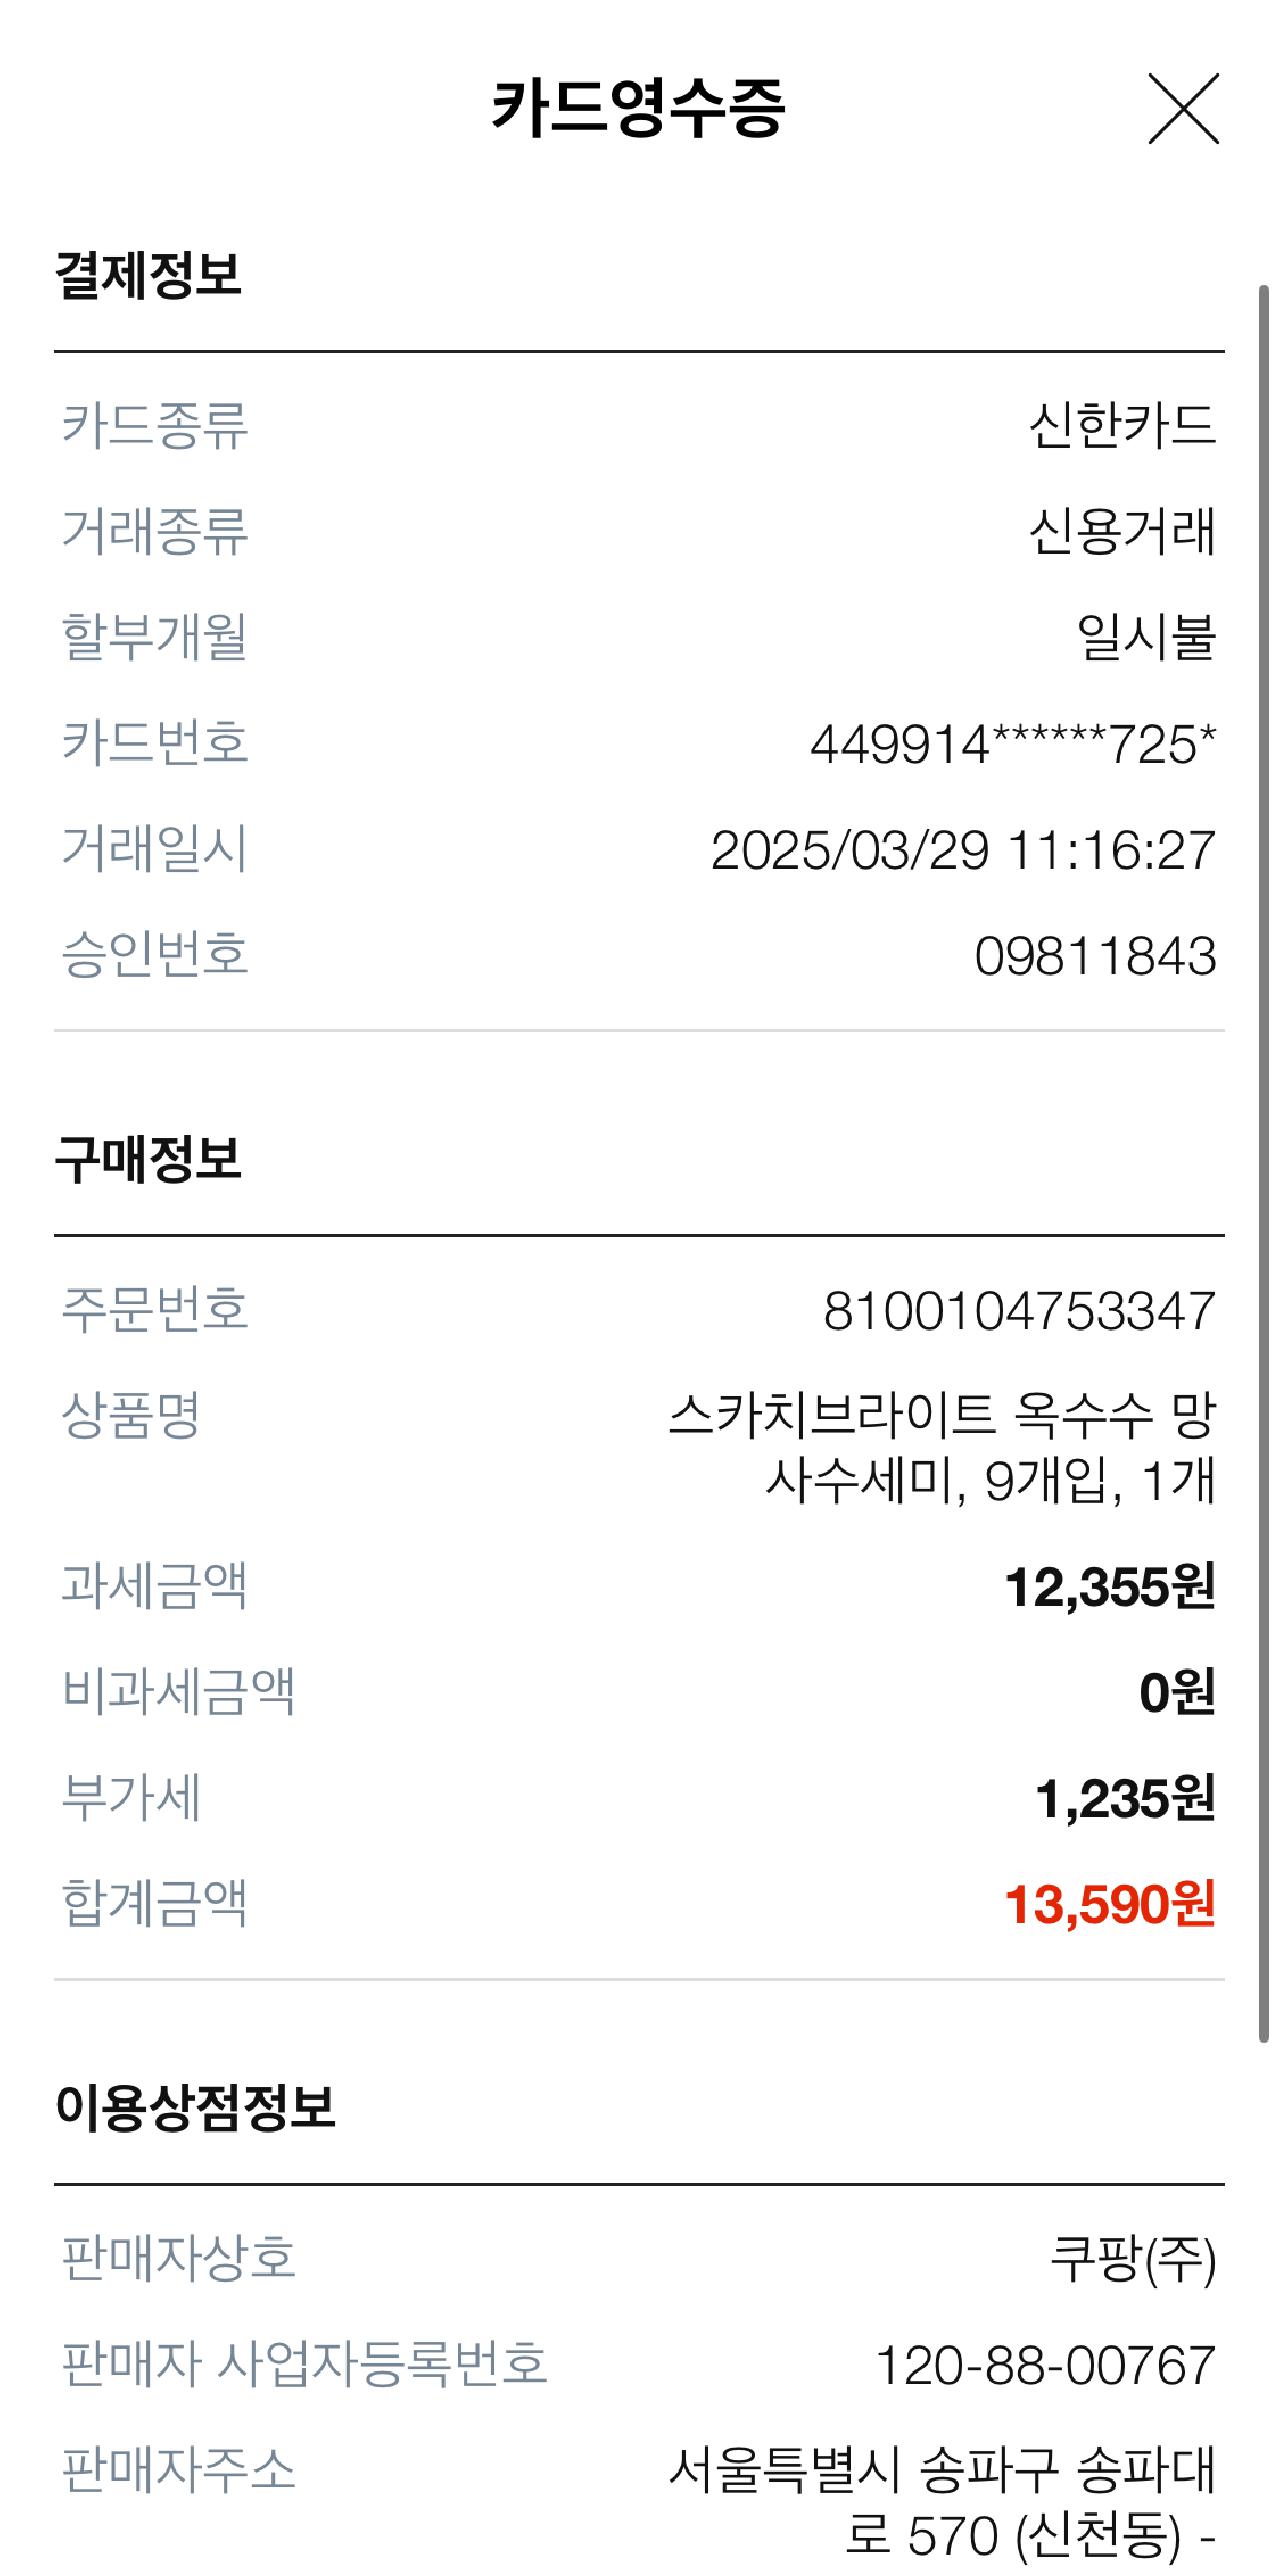 카드영수증
결제정보
카드종류 신한카드
거래종류 신용거래
할부개월 일시불
카드번호 449914******725*
거래일시 2025/03/29 11:16:27
승인번호 09811843
구매정보
주문번호 8100104753347
상품명 스카치브라이트 옥수수 망
사수세미, 9개입, 1개
과세금액 12,355원
비과세금액 0원
부가세 1,235원
합계금액 13,590원
이용상점정보
판매자상호 쿠팡(주)
판매자 사업자등록번호 120-88-00767
판매자주소 서울특별시 송파구 송파대
로 570 (신천동) -